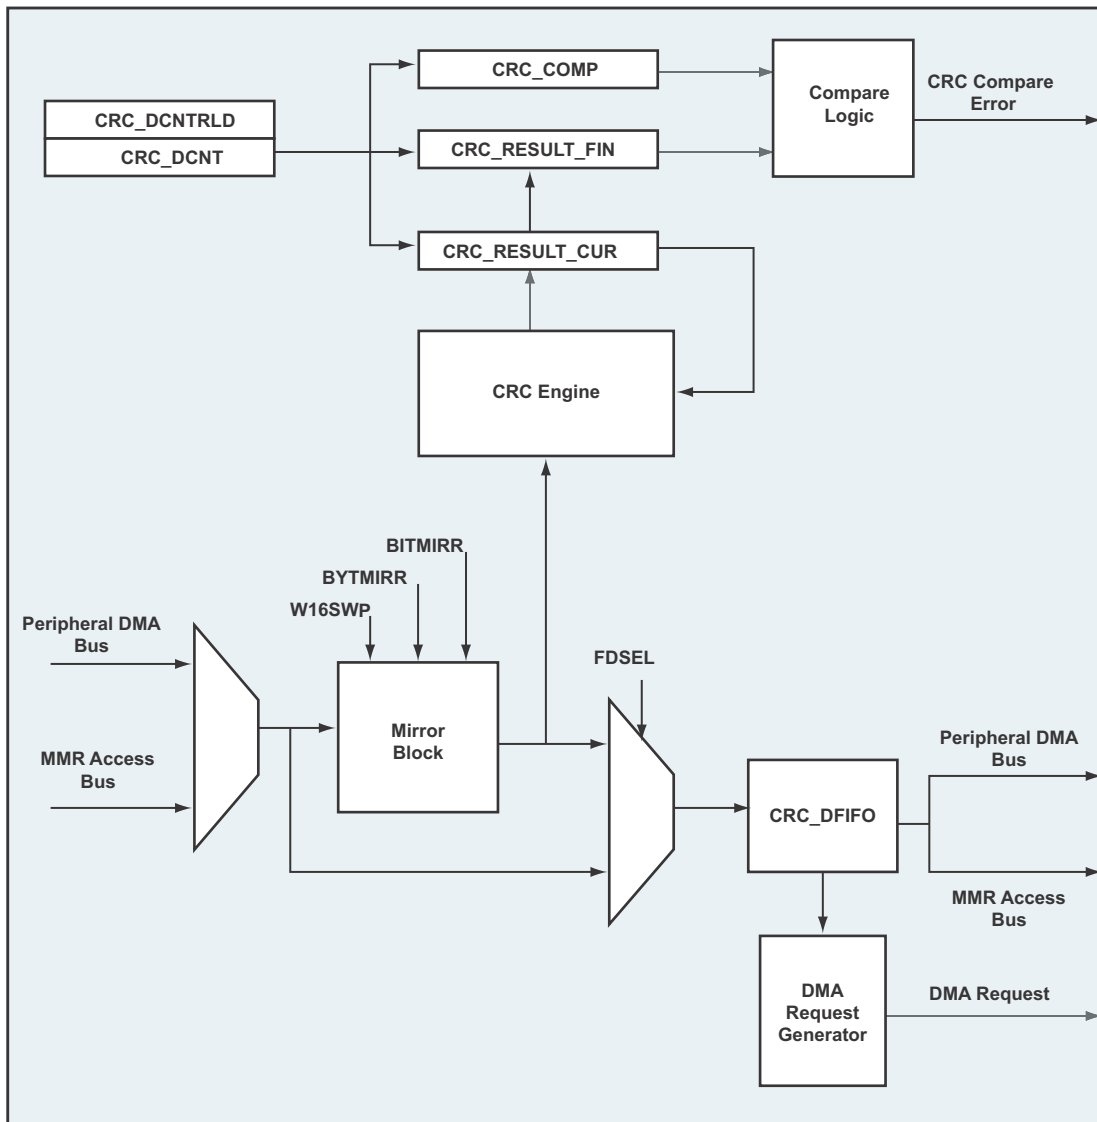 CRC_COMP
CRC Compare
Error
Compare
Logic
CRC_DCNTRLD
CRC_DCNT
CRC_RESULT_FIN
CRC_RESULT_CUR
CRC Engine
BITMIRR
BYTMIRR
W16SWP
Peripheral DMA
Bus
FDSEL
Mirror
Block
MMR Access
Bus
Peripheral DMA
Bus
CRC_DFIFO
MMR Access
Bus
DMA
Request
Generator
DMA Request